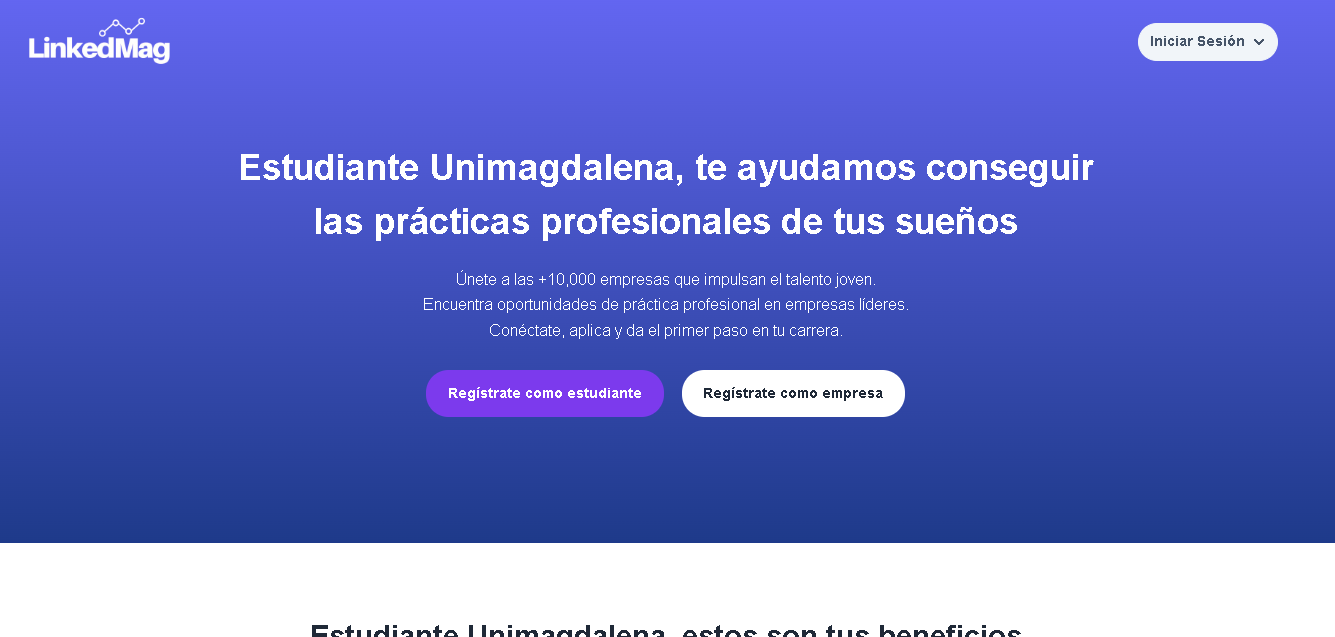 LinkedMag
Iniciar Sesión
Estudiante Unimagdalena, te ayudamos conseguir
las prácticas profesionales de tus sueños
Únete a las +10,000 empresas que impulsan el talento joven.
Encuentra oportunidades de práctica profesional en empresas líderes.
Conéctate, aplica y da el primer paso en tu carrera.
Regístrate como estudiante
Regístrate como empresa
Estudiante Unimagdalena, estos son tus beneficios